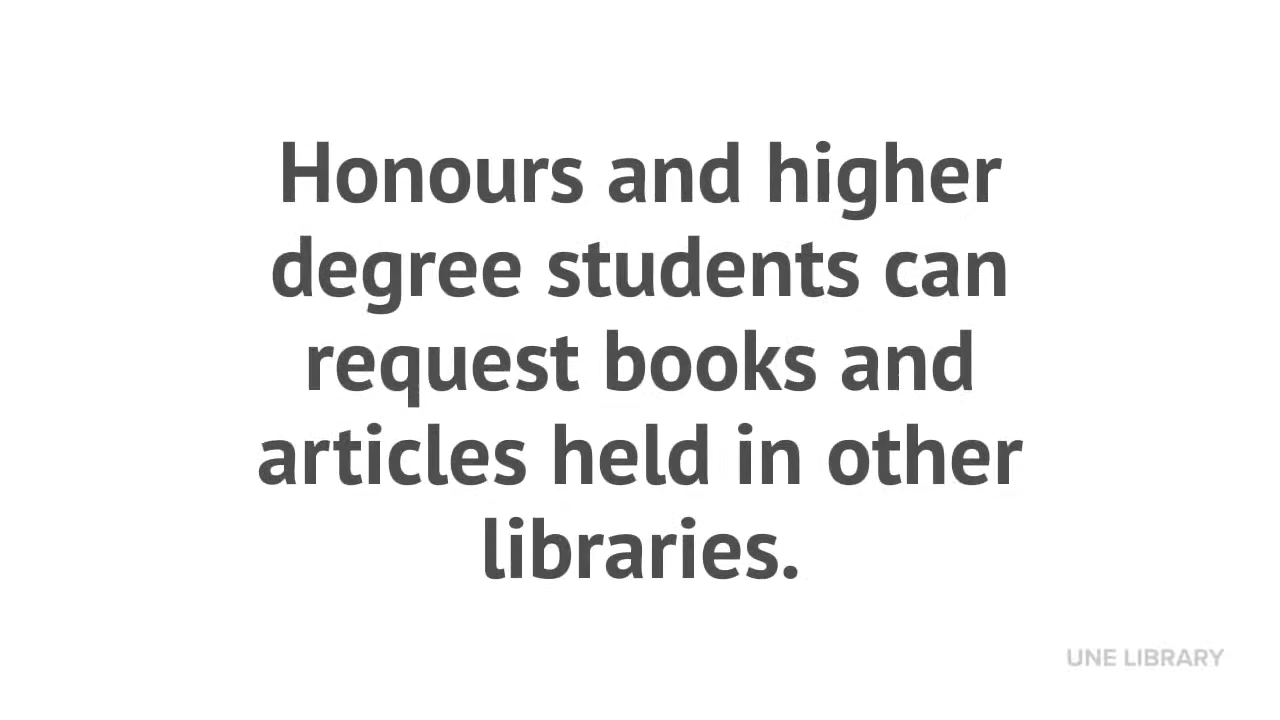 Honours and higher
degree students can
request books and
articles held in other
libraries.
UNE LIBRARY